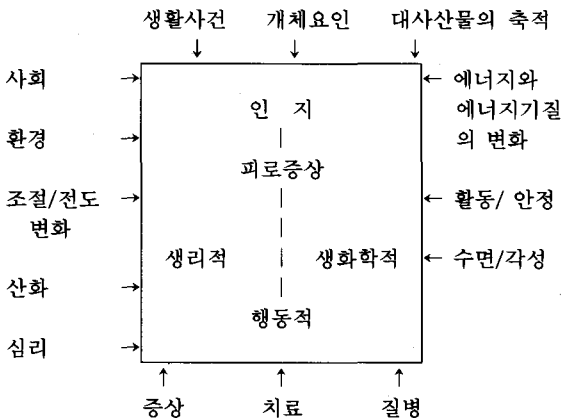 생활사건 개체요인 대사산물의 축적
사회
환경
조절/전도
변화
산화
심리
인 지
피로증상
생리적 생화학적
행동적
에너지와
에너지기질
의 변화
활동/ 안정
수면/각성
증상 치료 질병